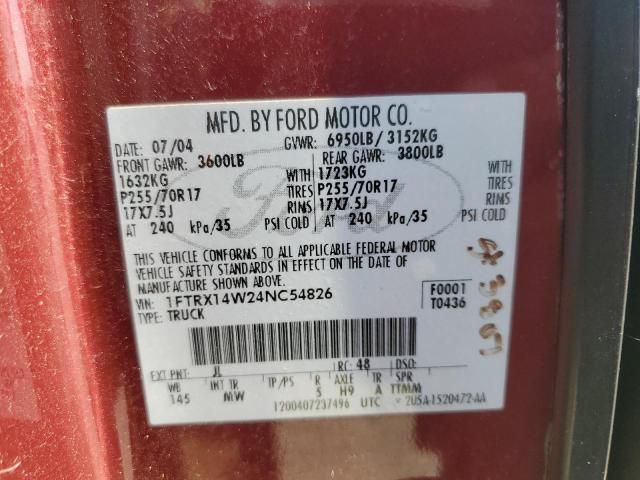 MFD. BY FORD MOTOR CO.
DATE: 07/04 GVWR: 6950LB/ 3152KG
FRONT GAWR: 3600LB REAR GAWR: 3800LB
1632KG WITH 1723KG WITH
P255/70R17 TIRES P255/70R17 TIRES
17X7.5J RIMS 17X7.5J RIMS
AT 240 kPa/35 PSI COLD AT 240 kPa/35 PSI COLD
Ford
THIS VEHICLE CONFORMS TO ALL APPLICABLE FEDERAL MOTOR
VEHICLE SAFETY STANDARDS IN EFFECT ON THE DATE OF
MANUFACTURE SHOWN ABOVE.
VIN: 1FTRX14W24NC54826 F0001
TYPE: TRUCK T0436
EXT PNT: JL RC: 48 DSO:
WB INT TR TP/PS R AXLE TR SPR
145 MW 5 H9 A TTMM
1200407237496 UTC 2U5A-1520472-AA